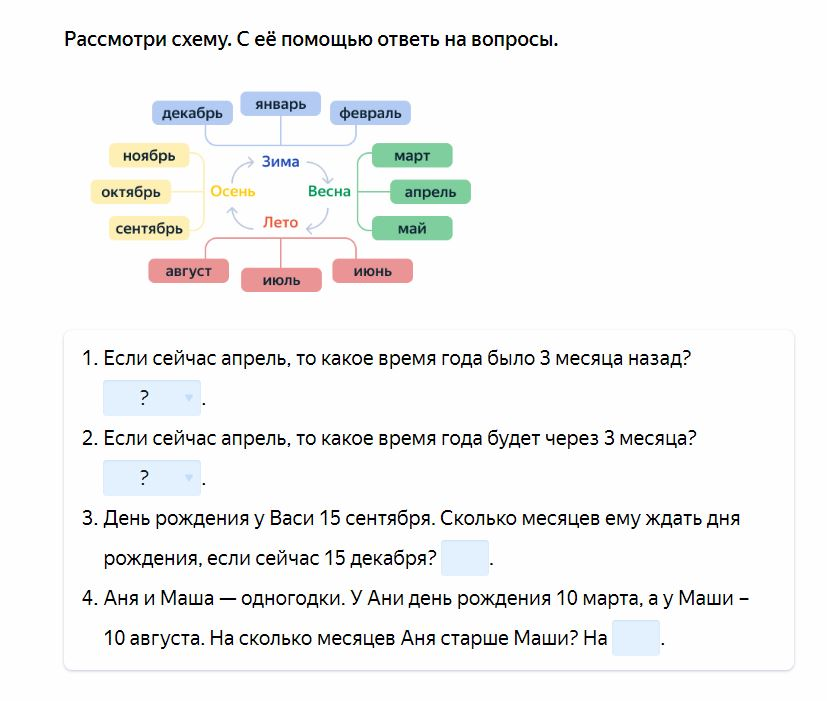 Рассмотри схему. С её помощью ответь на вопросы.
январь
декабрь
февраль
ноябрь
Зима
март
октябрь
Осень
Весна
апрель
сентябрь
Лето
май
август
июль
июнь
1. Если сейчас апрель, то какое время года было 3 месяца назад?
? .
2. Если сейчас апрель, то какое время года будет через 3 месяца?
? .
3. День рождения у Васи 15 сентября. Сколько месяцев ему ждать дня
рождения, если сейчас 15 декабря? .
4. Аня и Маша — одногодки. У Ани день рождения 10 марта, а у Маши –
10 августа. На сколько месяцев Аня старше Маши? На .